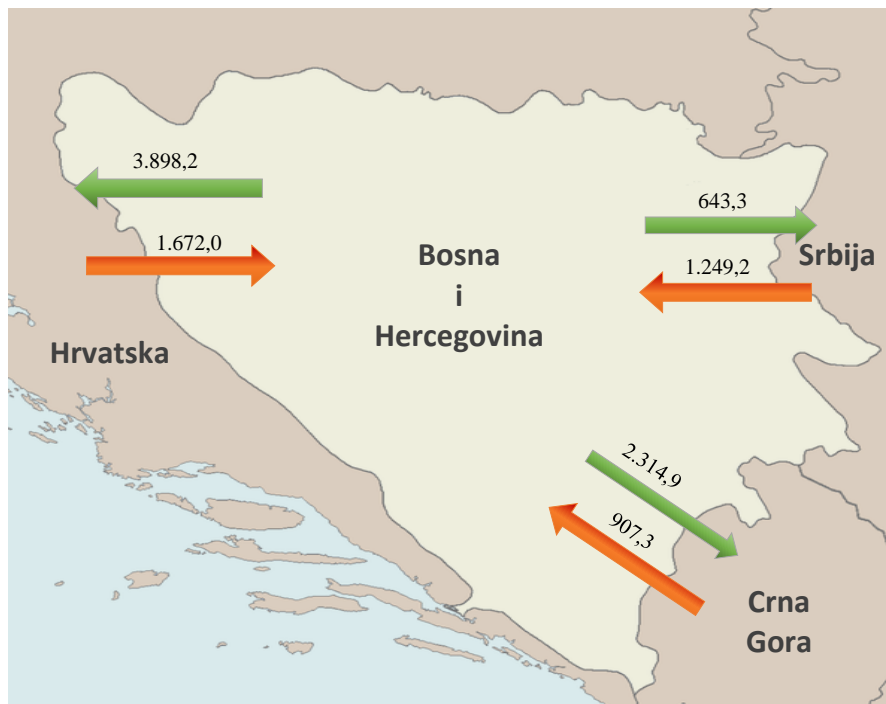 3.898,2
643,3
1.672,0
Bosna
i
Hercegovina
1.249,2
Srbija
Hrvatska
2.314,9
907,3
Crna
Gora